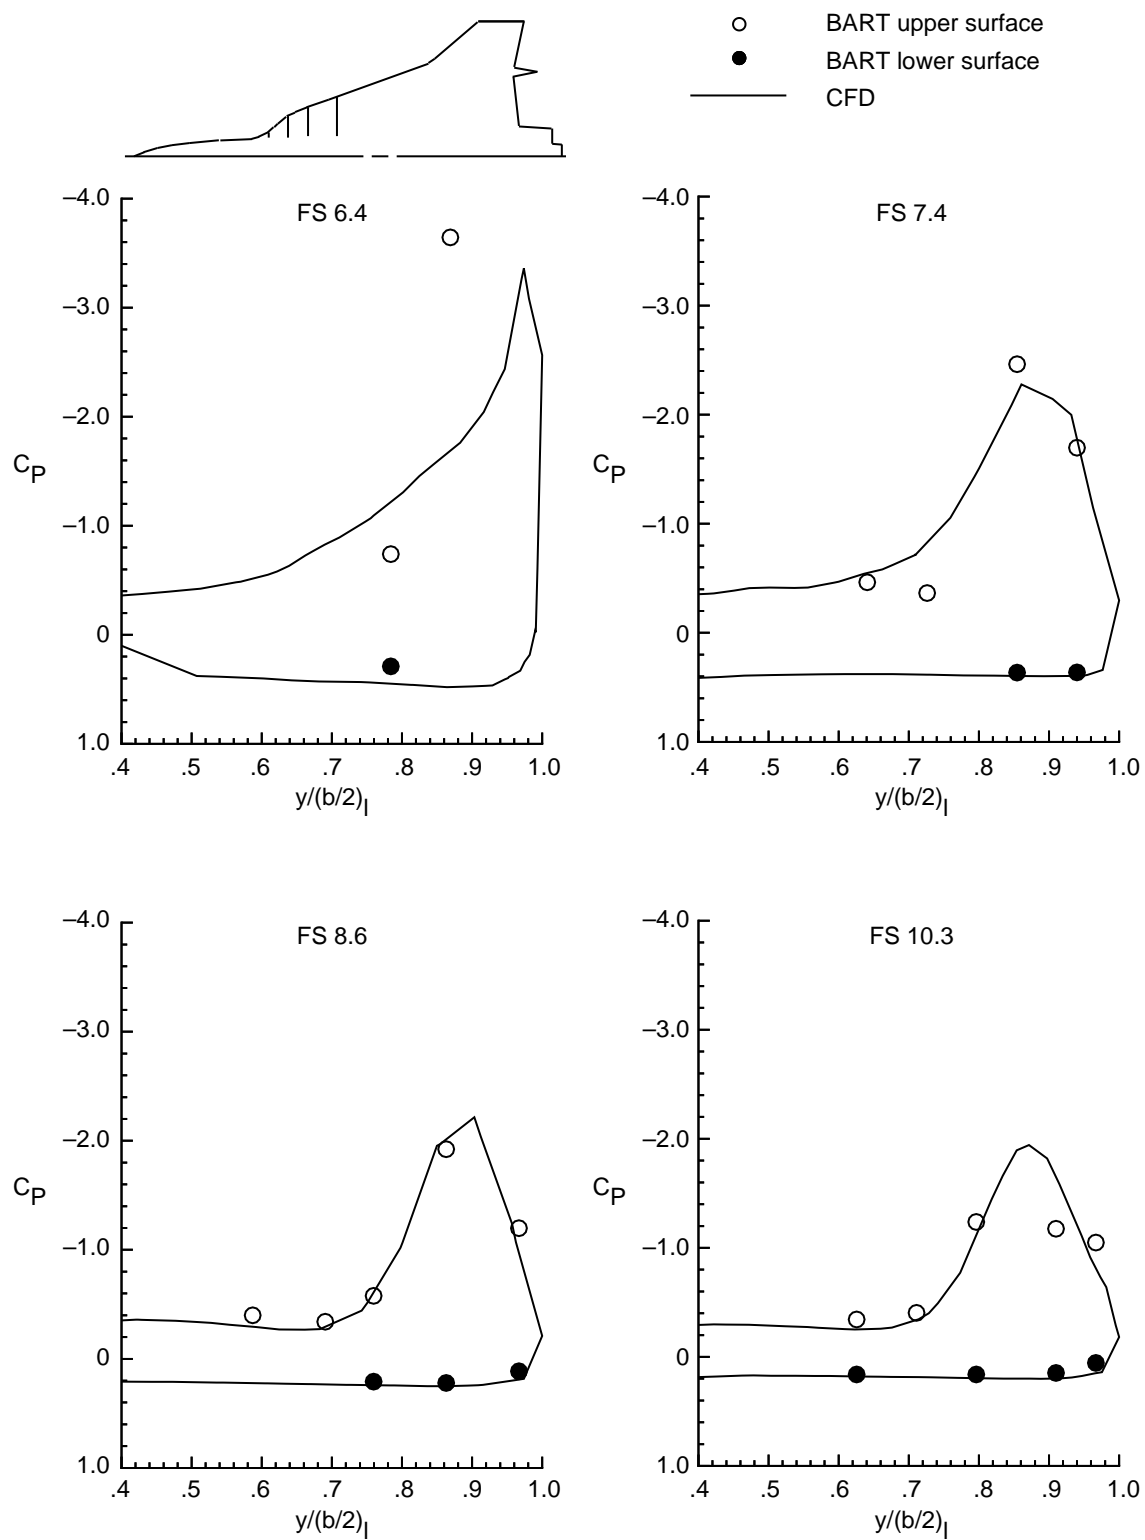 BART upper surface
BART lower surface
CFD
FS 6.4
–4.0
–3.0
–2.0
–1.0
0
1.0
CP
.4 .5 .6 .7 .8 .9 1.0
y/(b/2)l
FS 7.4
–4.0
–3.0
–2.0
–1.0
0
1.0
CP
.4 .5 .6 .7 .8 .9 1.0
y/(b/2)l
FS 8.6
–4.0
–3.0
–2.0
–1.0
0
1.0
CP
.4 .5 .6 .7 .8 .9 1.0
y/(b/2)l
FS 10.3
–4.0
–3.0
–2.0
–1.0
0
1.0
CP
.4 .5 .6 .7 .8 .9 1.0
y/(b/2)l